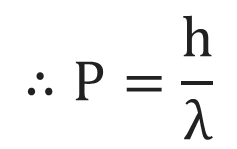 ∴ P = h/λ